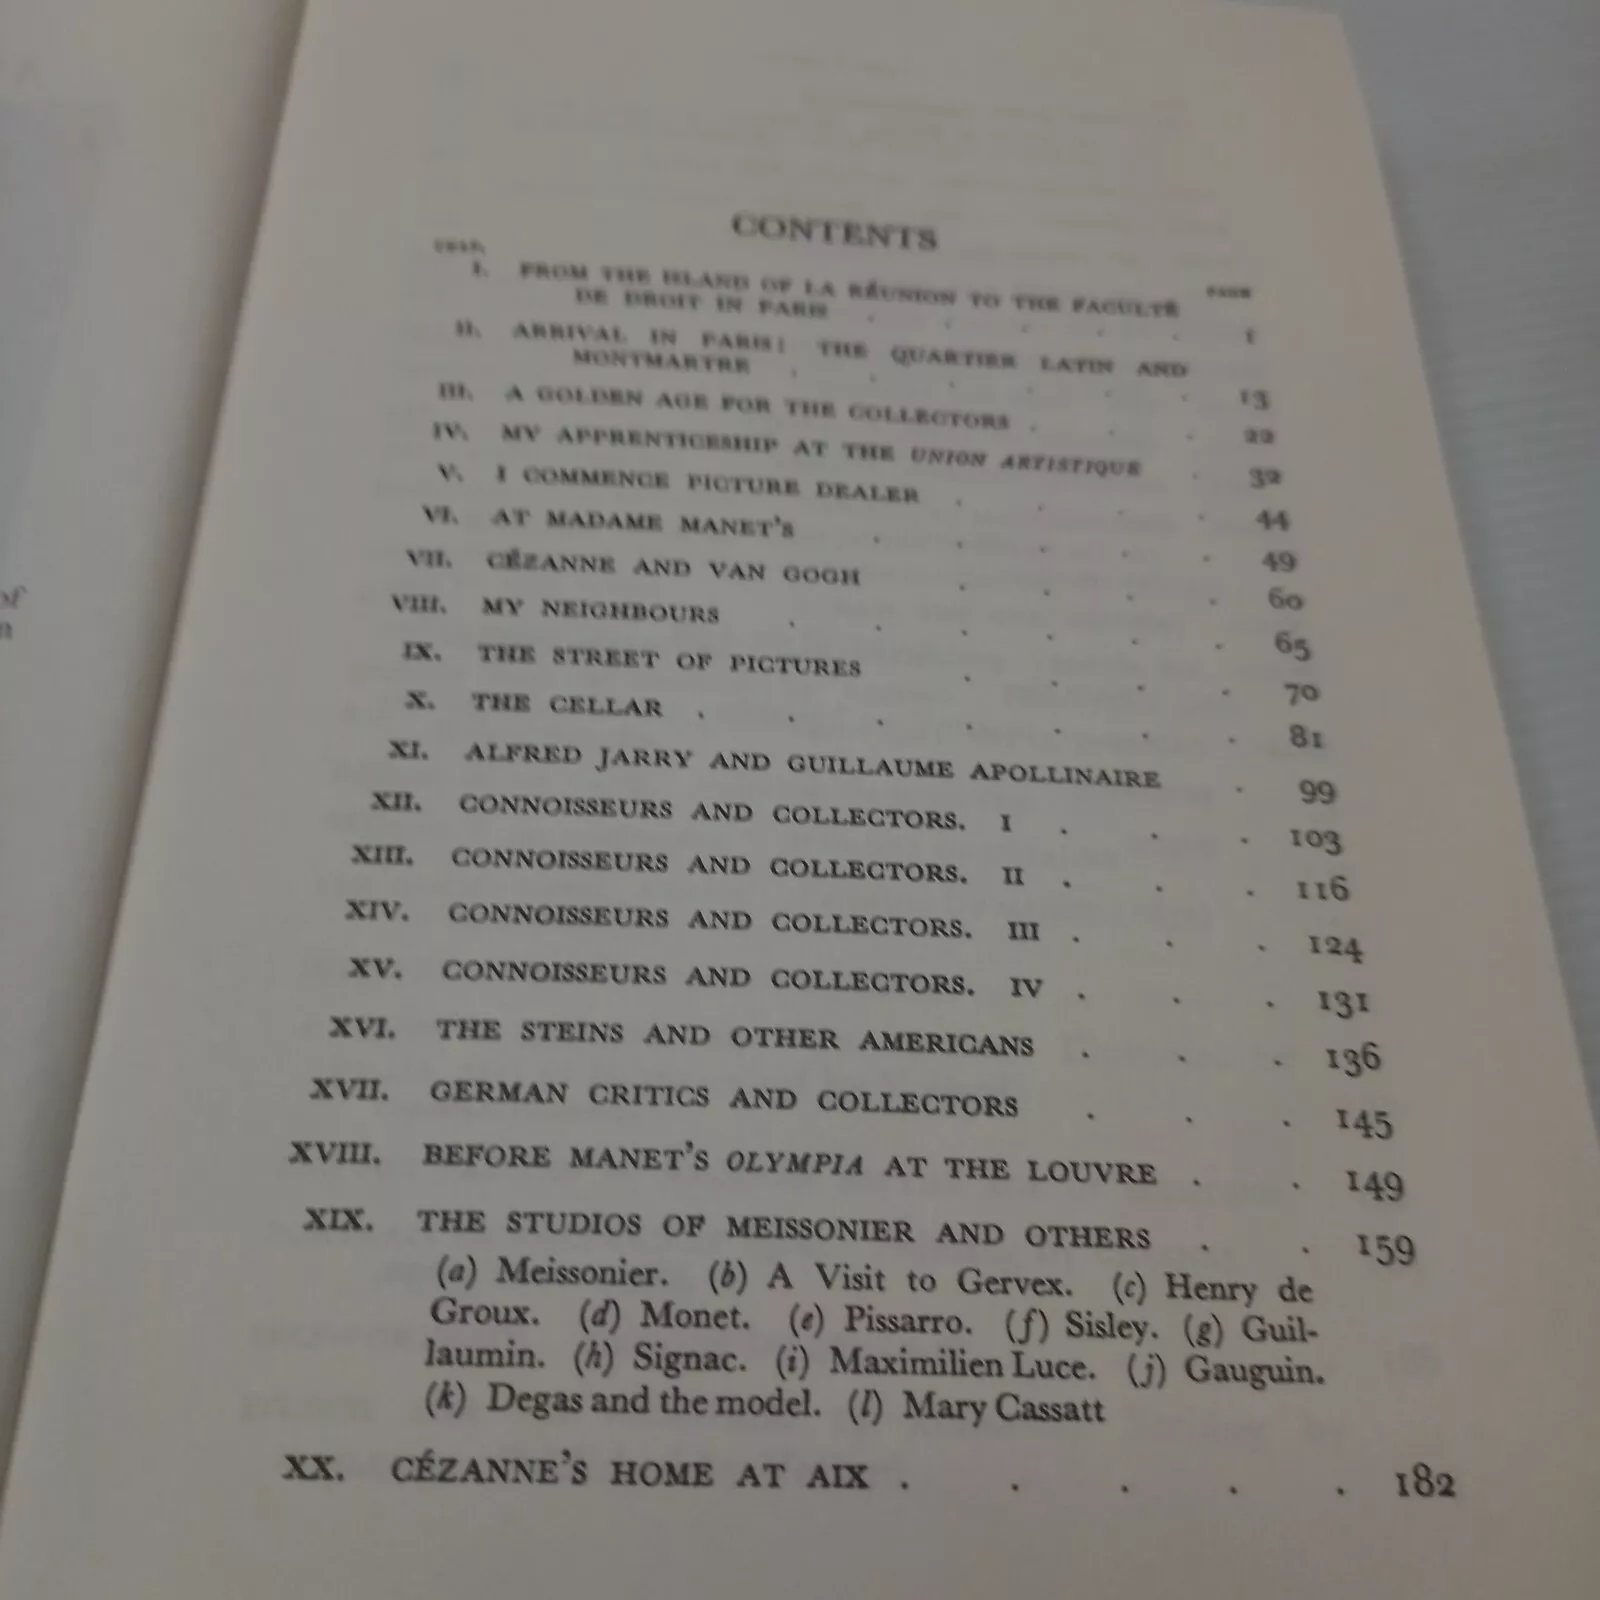 of
n
CONTENTS
CHAP. PAGE
I. FROM THE ISLAND OF LA RÉUNION TO THE FACULTÉ
DE DROIT IN PARIS . . . . . 1
II. ARRIVAL IN PARIS: THE QUARTIER LATIN AND
MONTMARTRE . . . . . . 13
III. A GOLDEN AGE FOR THE COLLECTORS . . . 22
IV. MY APPRENTICESHIP AT THE UNION ARTISTIQUE . 32
V. I COMMENCE PICTURE DEALER . . . . 44
VI. AT MADAME MANET'S . . . . . 49
VII. CÉZANNE AND VAN GOGH . . . . 60
VIII. MY NEIGHBOURS . . . . . . 65
IX. THE STREET OF PICTURES . . . . 70
X. THE CELLAR . . . . . . . 81
XI. ALFRED JARRY AND GUILLAUME APOLLINAIRE . 99
XII. CONNOISSEURS AND COLLECTORS. I . . . 103
XIII. CONNOISSEURS AND COLLECTORS. II . . . 116
XIV. CONNOISSEURS AND COLLECTORS. III . . . 124
XV. CONNOISSEURS AND COLLECTORS. IV . . . 131
XVI. THE STEINS AND OTHER AMERICANS . . . 136
XVII. GERMAN CRITICS AND COLLECTORS . . . 145
XVIII. BEFORE MANET'S OLYMPIA AT THE LOUVRE . . 149
XIX. THE STUDIOS OF MEISSONIER AND OTHERS . . 159
(a) Meissonier. (b) A Visit to Gervex. (c) Henry de
Groux. (d) Monet. (e) Pissarro. (f) Sisley. (g) Guil-
laumin. (h) Signac. (i) Maximilien Luce. (j) Gauguin.
(k) Degas and the model. (l) Mary Cassatt
XX. CÉZANNE'S HOME AT AIX . . . . . 182